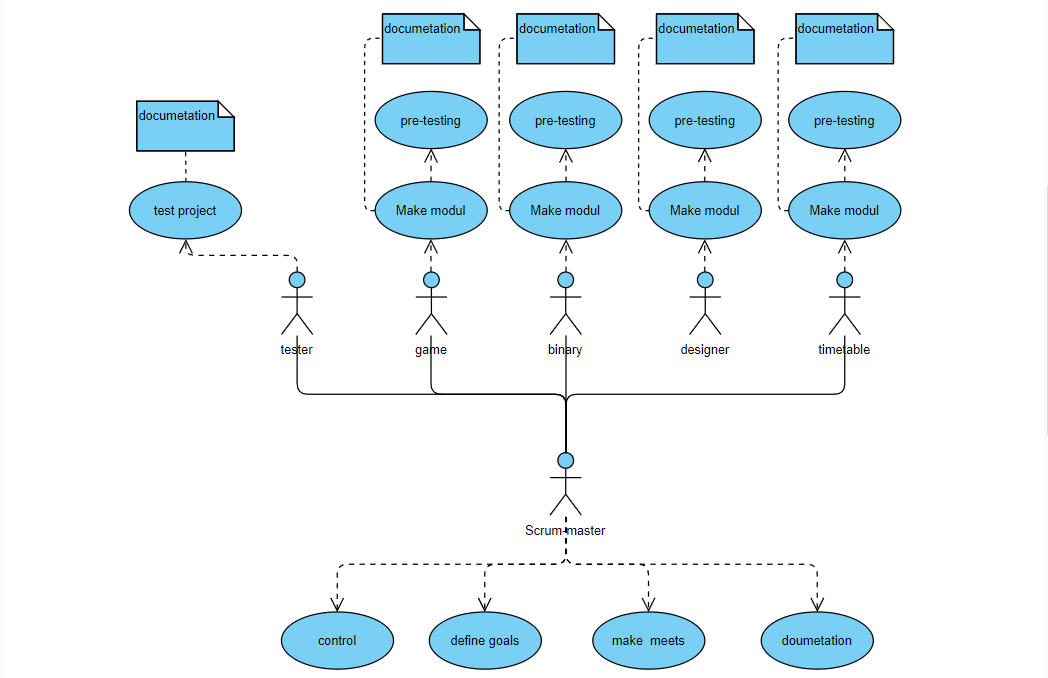 documetation
documetation
documetation
documetation
documetation
pre-testing
pre-testing
pre-testing
pre-testing
test project
Make modul
Make modul
Make modul
Make modul
tester
game
binary
designer
timetable
Scrum-master
control
define goals
make  meets
doumetation